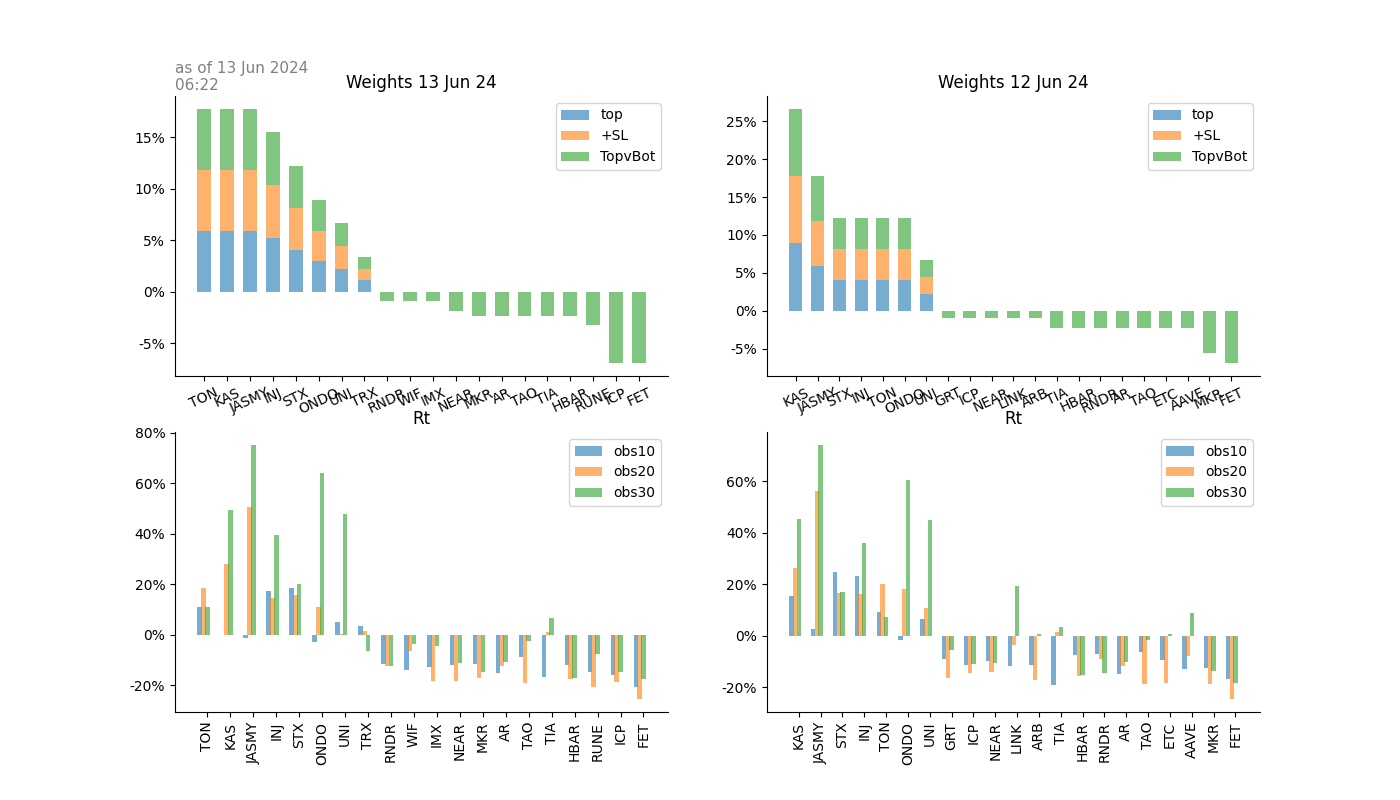 as of 13 Jun 2024
06:22
Weights 13 Jun 24
top
+SL
TopvBot
15%
10%
5%
0%
-5%
TON KAS JASMY INJ STX ONDO UNI TRX RNDR WIF IMX NEAR MKR AR TAO TIA HBAR RUNE ICP FET
Weights 12 Jun 24
top
+SL
TopvBot
25%
20%
15%
10%
5%
0%
-5%
KAS JASMY STX INJ TON ONDO UNI GRT ICP NEAR LINK ARB TIA HBAR RNDR AR TAO ETC AAVE MKR FET
Rt
obs10
obs20
obs30
80%
60%
40%
20%
0%
-20%
TON KAS JASMY INJ STX ONDO UNI TRX RNDR WIF IMX NEAR MKR AR TAO TIA HBAR RUNE ICP FET
Rt
obs10
obs20
obs30
60%
40%
20%
0%
-20%
KAS JASMY STX INJ TON ONDO UNI GRT ICP NEAR LINK ARB TIA HBAR RNDR AR TAO ETC AAVE MKR FET